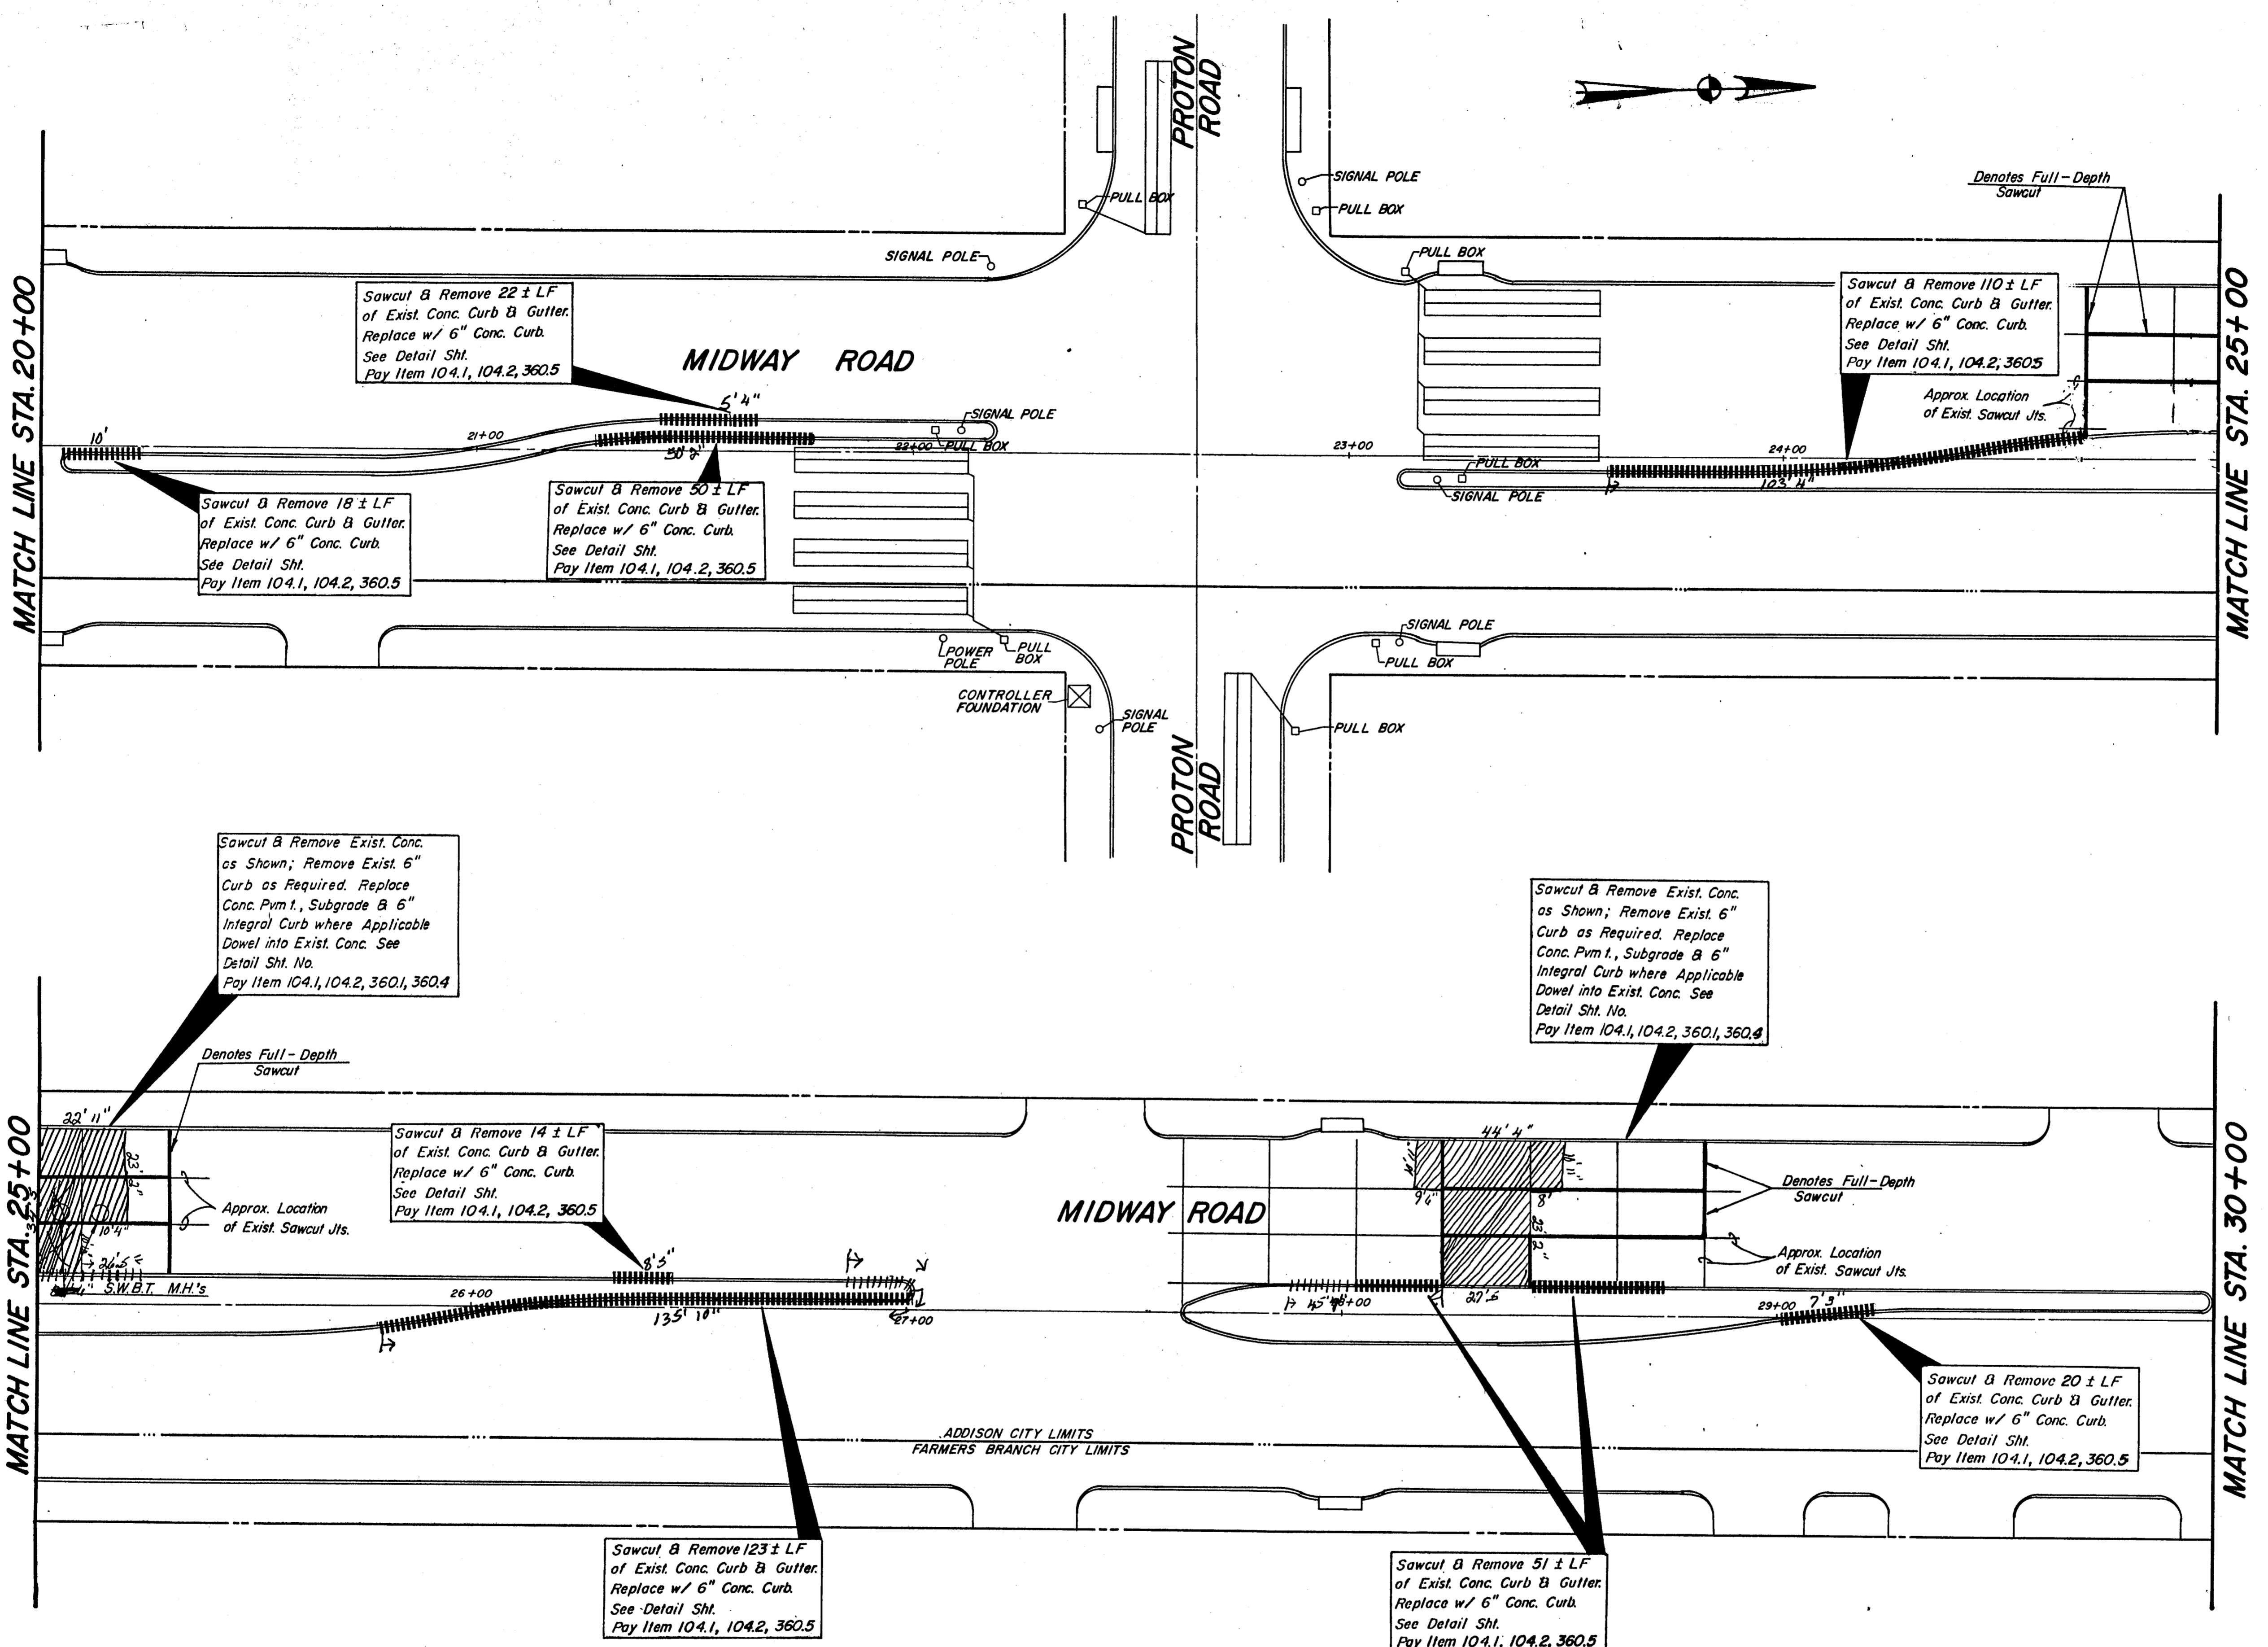 PROTON
ROAD
SIGNAL POLE
PULL BOX
PULL BOX
Denotes Full-Depth
Sawcut
SIGNAL POLE
PULL BOX
MATCH LINE STA. 20+00
Sawcut & Remove 22 ± LF
of Exist. Conc. Curb & Gutter.
Replace w/ 6" Conc. Curb.
See Detail Sht.
Pay Item 104.1, 104.2, 360.5
MIDWAY ROAD
Sawcut & Remove 110 ± LF
of Exist. Conc. Curb & Gutter.
Replace w/ 6" Conc. Curb.
See Detail Sht.
Pay Item 104.1, 104.2, 360.5
MATCH LINE STA. 25+00
Approx. Location
of Exist. Sawcut Jts.
5' 4"
SIGNAL POLE
PULL BOX
10'
21+00
50' 2"
22+00
23+00
24+00
PULL BOX
SIGNAL POLE
103' 4"
Sawcut & Remove 18 ± LF
of Exist. Conc. Curb & Gutter.
Replace w/ 6" Conc. Curb.
See Detail Sht.
Pay Item 104.1, 104.2, 360.5
Sawcut & Remove 50 ± LF
of Exist. Conc. Curb & Gutter.
Replace w/ 6" Conc. Curb.
See Detail Sht.
Pay Item 104.1, 104.2, 360.5
POWER
POLE
PULL
BOX
SIGNAL POLE
PULL BOX
CONTROLLER
FOUNDATION
SIGNAL
POLE
PULL BOX
PROTON
ROAD
Sawcut & Remove Exist. Conc.
as Shown; Remove Exist. 6"
Curb as Required. Replace
Conc. Pvmt., Subgrade & 6"
Integral Curb where Applicable
Dowel into Exist. Conc. See
Detail Sht. No.
Pay Item 104.1, 104.2, 360.1, 360.4
Sawcut & Remove Exist. Conc.
as Shown; Remove Exist. 6"
Curb as Required. Replace
Conc. Pvmt., Subgrade & 6"
Integral Curb where Applicable
Dowel into Exist. Conc. See
Detail Sht. No.
Pay Item 104.1, 104.2, 360.1, 360.4
Denotes Full-Depth
Sawcut
MATCH LINE STA. 25+00
22' 11"
23' 2"
10'4"
26'5"
Approx. Location
of Exist. Sawcut Jts.
S.W.B.T. M.H.'s
Sawcut & Remove 14 ± LF
of Exist. Conc. Curb & Gutter.
Replace w/ 6" Conc. Curb.
See Detail Sht.
Pay Item 104.1, 104.2, 360.5
8' 5"
26+00
135' 10"
27+00
MIDWAY ROAD
44' 4"
9'4"
8'
23' 2"
27'6
Denotes Full-Depth
Sawcut
Approx. Location
of Exist. Sawcut Jts.
29+00
7' 3"
MATCH LINE STA. 30+00
Sawcut & Remove 20 ± LF
of Exist. Conc. Curb & Gutter.
Replace w/ 6" Conc. Curb.
See Detail Sht.
Pay Item 104.1, 104.2, 360.5
ADDISON CITY LIMITS
FARMERS BRANCH CITY LIMITS
Sawcut & Remove 123 ± LF
of Exist. Conc. Curb & Gutter.
Replace w/ 6" Conc. Curb.
See Detail Sht.
Pay Item 104.1, 104.2, 360.5
Sawcut & Remove 51 ± LF
of Exist. Conc. Curb & Gutter.
Replace w/ 6" Conc. Curb.
See Detail Sht.
Pay Item 104.1, 104.2, 360.5